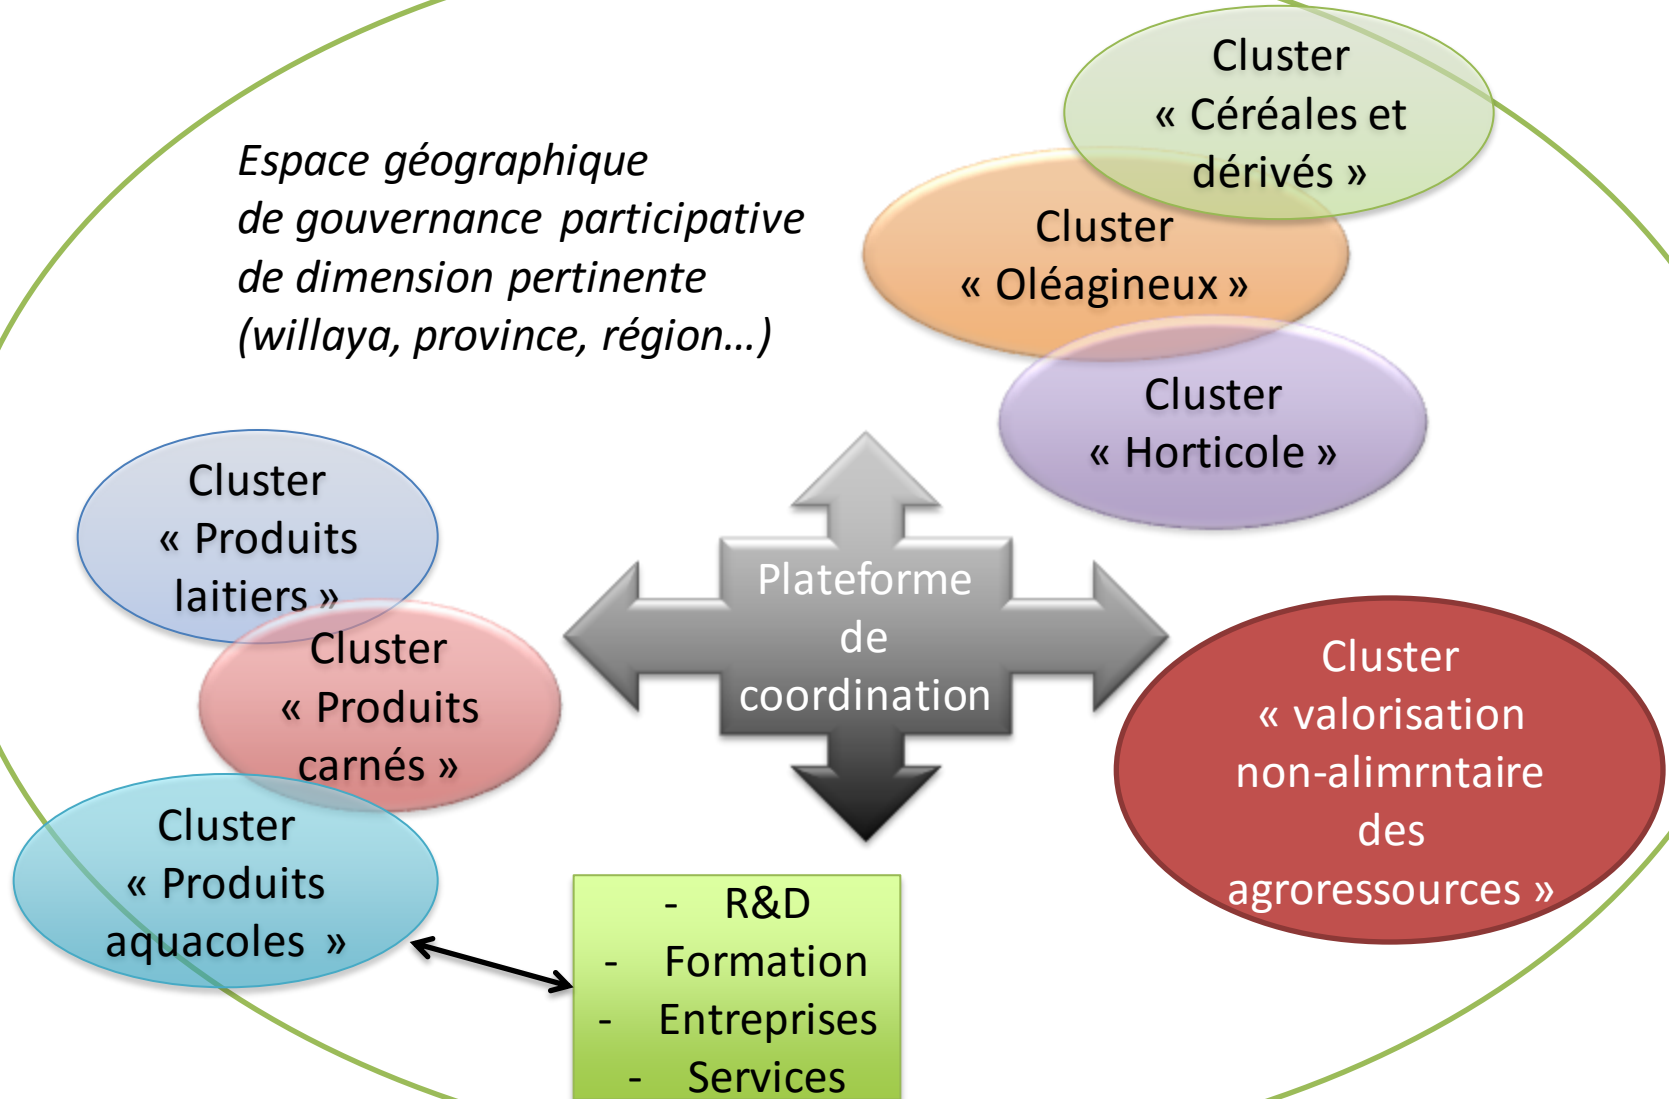 Espace géographique
de gouvernance participative
de dimension pertinente
(willaya, province, région...)
Cluster
« Céréales et
dérivés »
Cluster
« Oléagineux »
Cluster
« Horticole »
Cluster
« Produits
laitiers »
Cluster
« Produits
carnés »
Cluster
« Produits
aquacoles »
Plateforme
de
coordination
Cluster
« valorisation
non-alimrntaire
des
agroressources »
- R&D
- Formation
- Entreprises
- Services